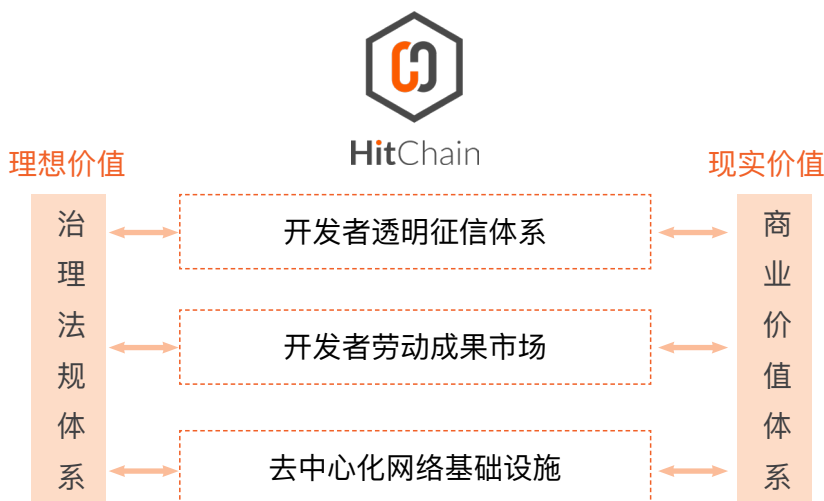 HitChain
理想价值
现实价值
治理法规体系
开发者透明征信体系
开发者劳动成果市场
去中心化网络基础设施
商业价值体系